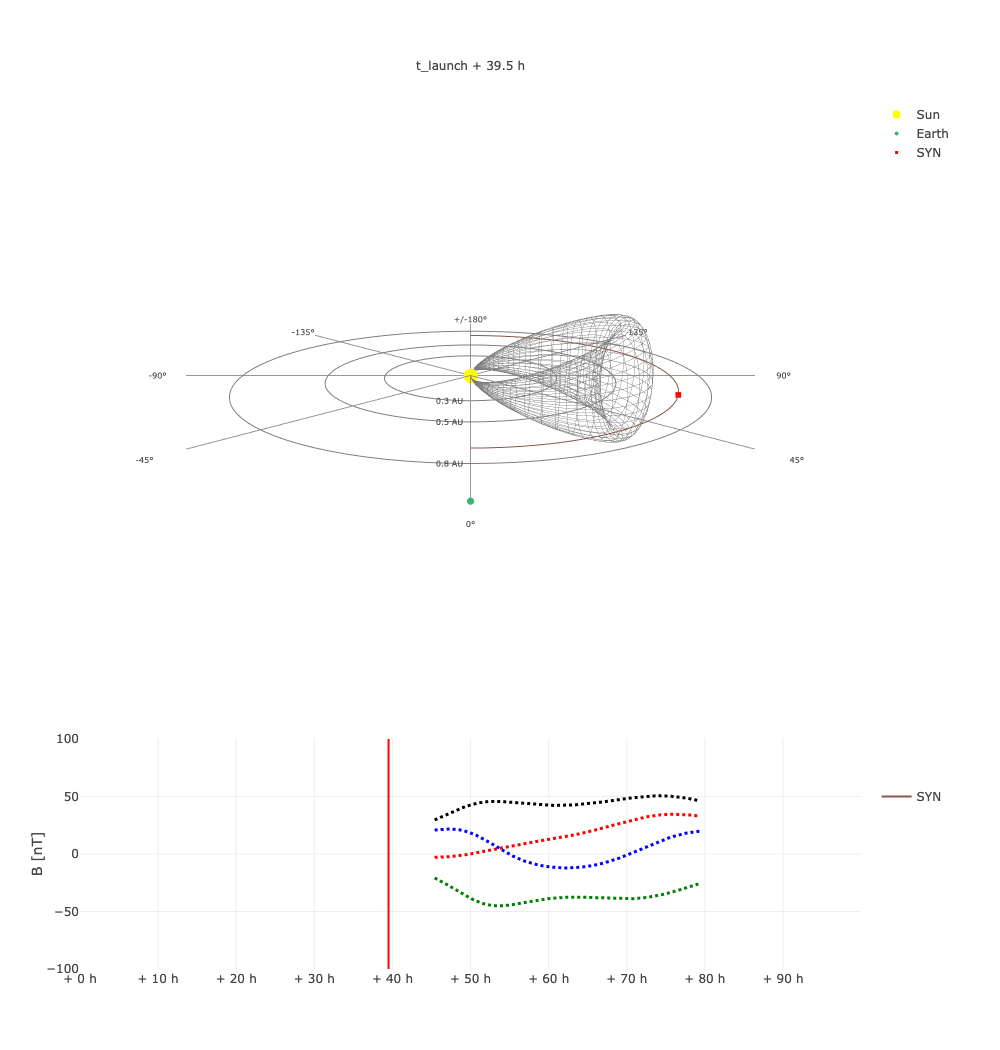 t_launch + 39.5 h
Sun
Earth
SYN
+/-180°
-135°
-135°
-90°
90°
0.3 AU
0.5 AU
-45°
0.8 AU
45°
0°
B [nT]
100
50
0
−50
−100
+ 0 h
+ 10 h
+ 20 h
+ 30 h
+ 40 h
+ 50 h
+ 60 h
+ 70 h
+ 80 h
+ 90 h
SYN